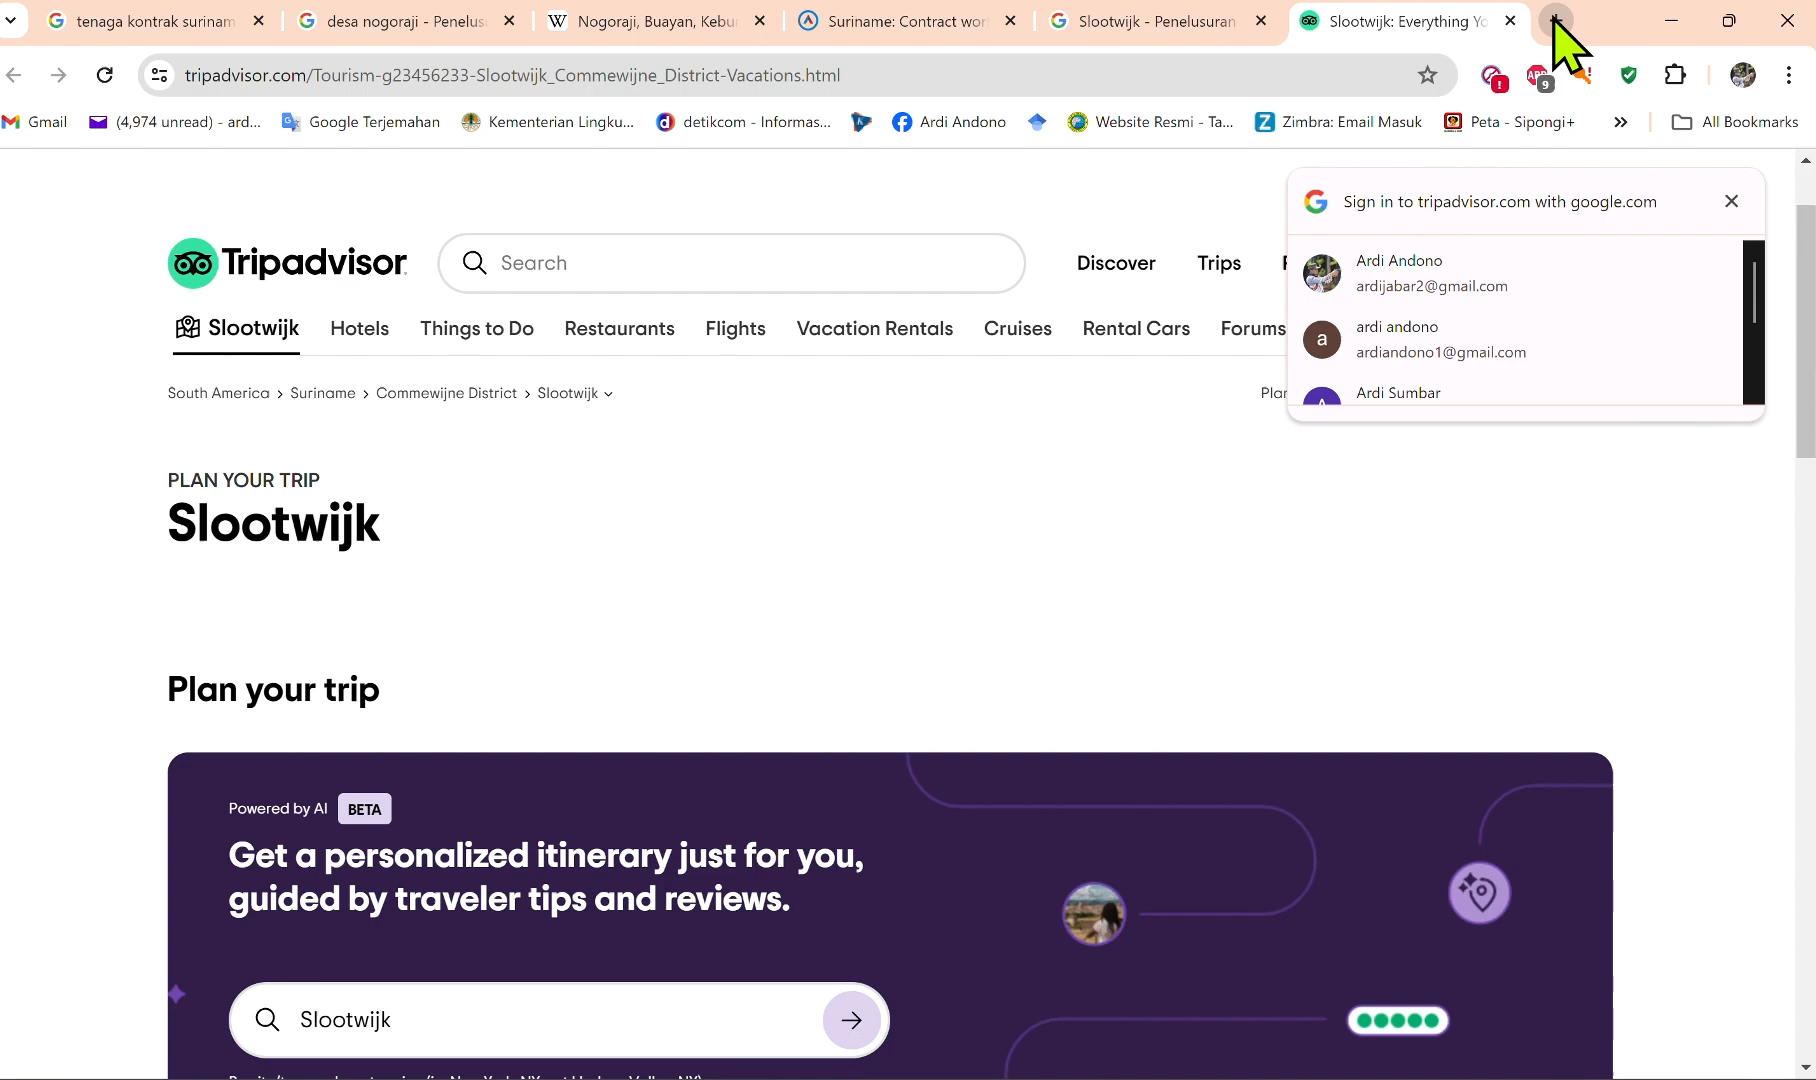 tenaga kontrak surinam
desa nogoraji - Penelus
Nogoraji, Buayan, Kebu
Suriname: Contract wor
Slootwijk - Penelusuran
Slootwijk: Everything Yo
tripadvisor.com/Tourism-g23456233-Slootwijk_Commewijne_District-Vacations.html
Gmail
(4,974 unread) - ard...
Google Terjemahan
Kementerian Lingku...
detikcom - Informas...
Ardi Andono
Website Resmi - Ta...
Zimbra: Email Masuk
Peta - Sipongi+
All Bookmarks
Sign in to tripadvisor.com with google.com
Ardi Andono
ardijabar2@gmail.com
ardi andono
ardiandono1@gmail.com
Ardi Sumbar
Tripadvisor
Search
Discover
Trips
Slootwijk
Hotels
Things to Do
Restaurants
Flights
Vacation Rentals
Cruises
Rental Cars
Forums
South America > Suriname > Commewijne District > Slootwijk
PLAN YOUR TRIP
Slootwijk
Plan your trip
Powered by AI BETA
Get a personalized itinerary just for you,
guided by traveler tips and reviews.
Slootwijk